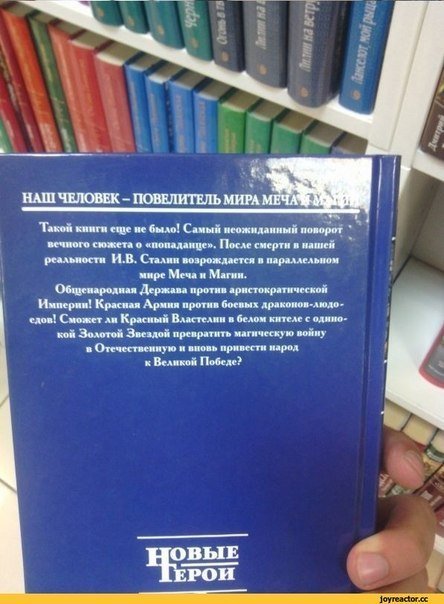 НАШ ЧЕЛОВЕК – ПОВЕЛИТЕЛЬ МИРА МЕЧА И МАГИИ
Такой книги еще не было! Самый неожиданный поворот
вечного сюжета о «попаданце». После смерти в нашей
реальности И.В. Сталин возрождается в параллельном
мире Меча и Магии.
Общенародная Держава против аристократической
Империи! Красная Армия против боевых драконов-людо-
едов! Сможет ли Красный Властелин в белом кителе с одино-
кой Золотой Звездой превратить магическую войну
в Отечественную и вновь привести народ
к Великой Победе?
НОВЫЕ
ГЕРОИ
joyreactor.cc